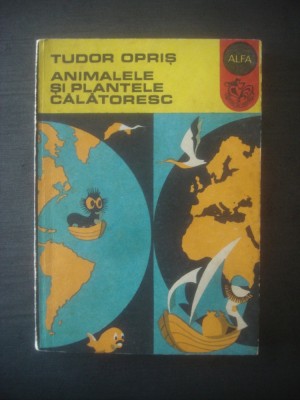 TUDOR OPRIȘ
ANIMALELE
ȘI PLANTELE
CĂLĂTORESC
ALFA